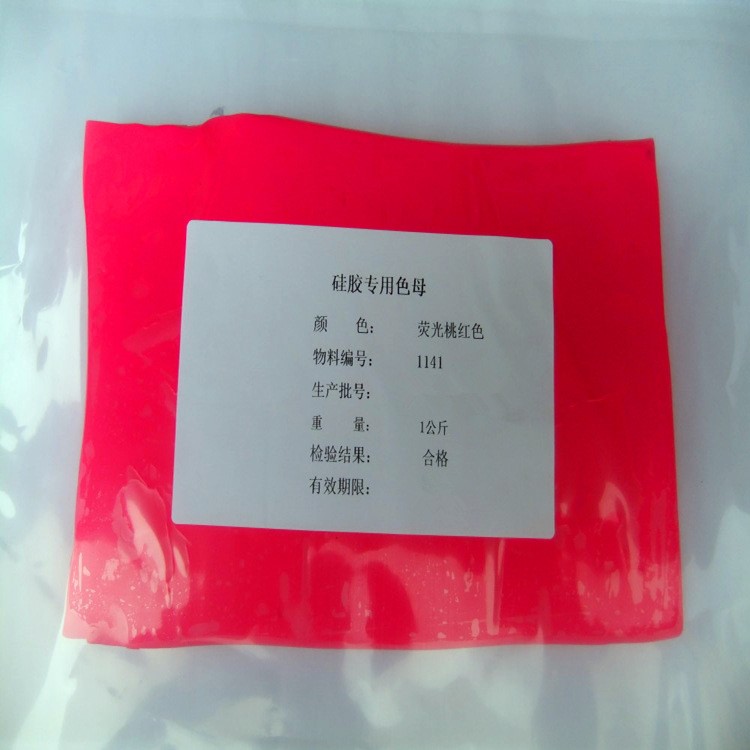 硅胶专用色母
颜 色: 荧光桃红色
物料编号: 1141
生产批号:
重 量: 1公斤
检验结果: 合格
有效期限: